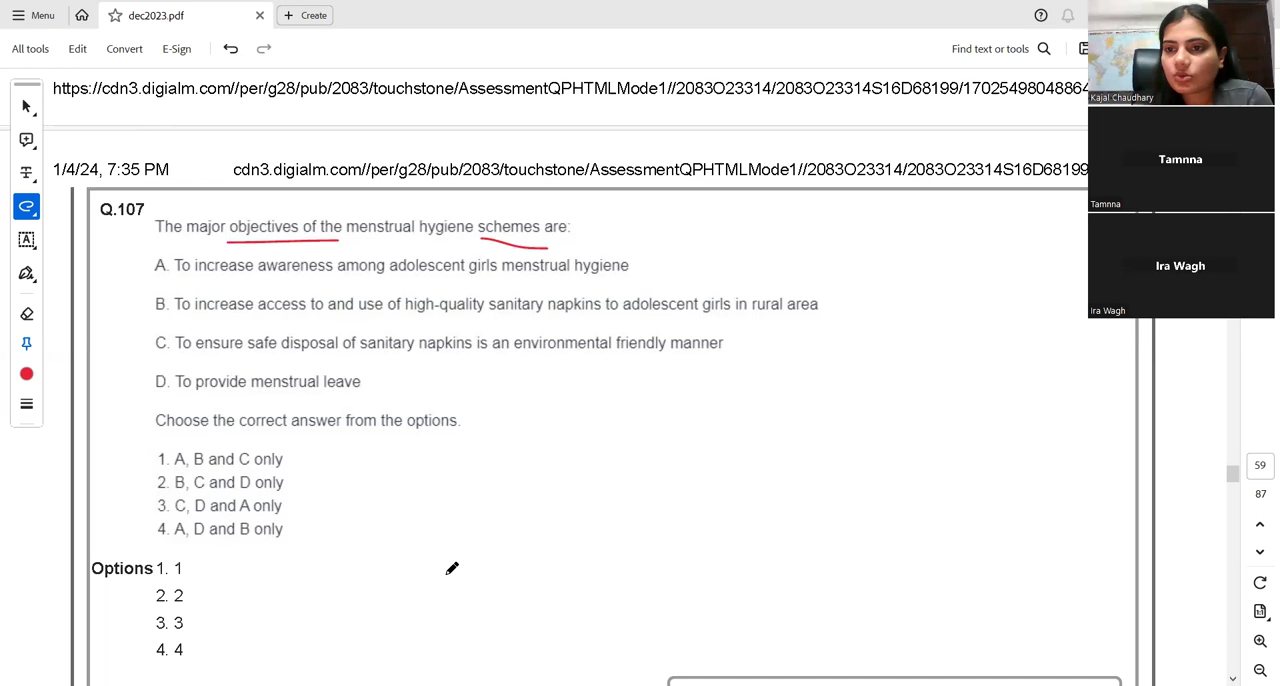 Menu
dec2023.pdf
Create
All tools
Edit
Convert
E-Sign
Find text or tools
https://cdn3.digialm.com//per/g28/pub/2083/touchstone/AssessmentQPHTMLMode1//2083O23314/2083O23314S16D68199/17025498048864
1/4/24, 7:35 PM
cdn3.digialm.com//per/g28/pub/2083/touchstone/AssessmentQPHTMLMode1//2083O23314/2083O23314S16D68199
Kajal Chaudhary
Tamnna
Tamnna
Ira Wagh
Ira Wagh
Q.107
The major objectives of the menstrual hygiene schemes are:
A. To increase awareness among adolescent girls menstrual hygiene
B. To increase access to and use of high-quality sanitary napkins to adolescent girls in rural area
C. To ensure safe disposal of sanitary napkins is an environmental friendly manner
D. To provide menstrual leave
Choose the correct answer from the options.
1. A, B and C only
2. B, C and D only
3. C, D and A only
4. A, D and B only
Options 1. 1
2. 2
3. 3
4. 4
59
87